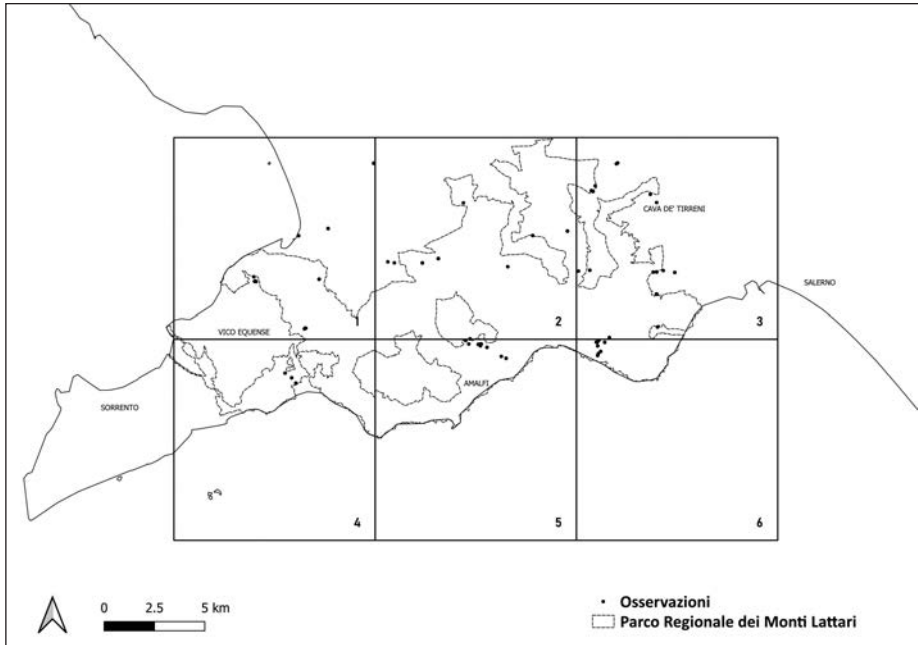 CAVA DE' TIRRENI
SALERNO
VICO EQUENSE
1
2
3
AMALFI
SORRENTO
4
5
6
0 2.5 5 km
Osservazioni
Parco Regionale dei Monti Lattari